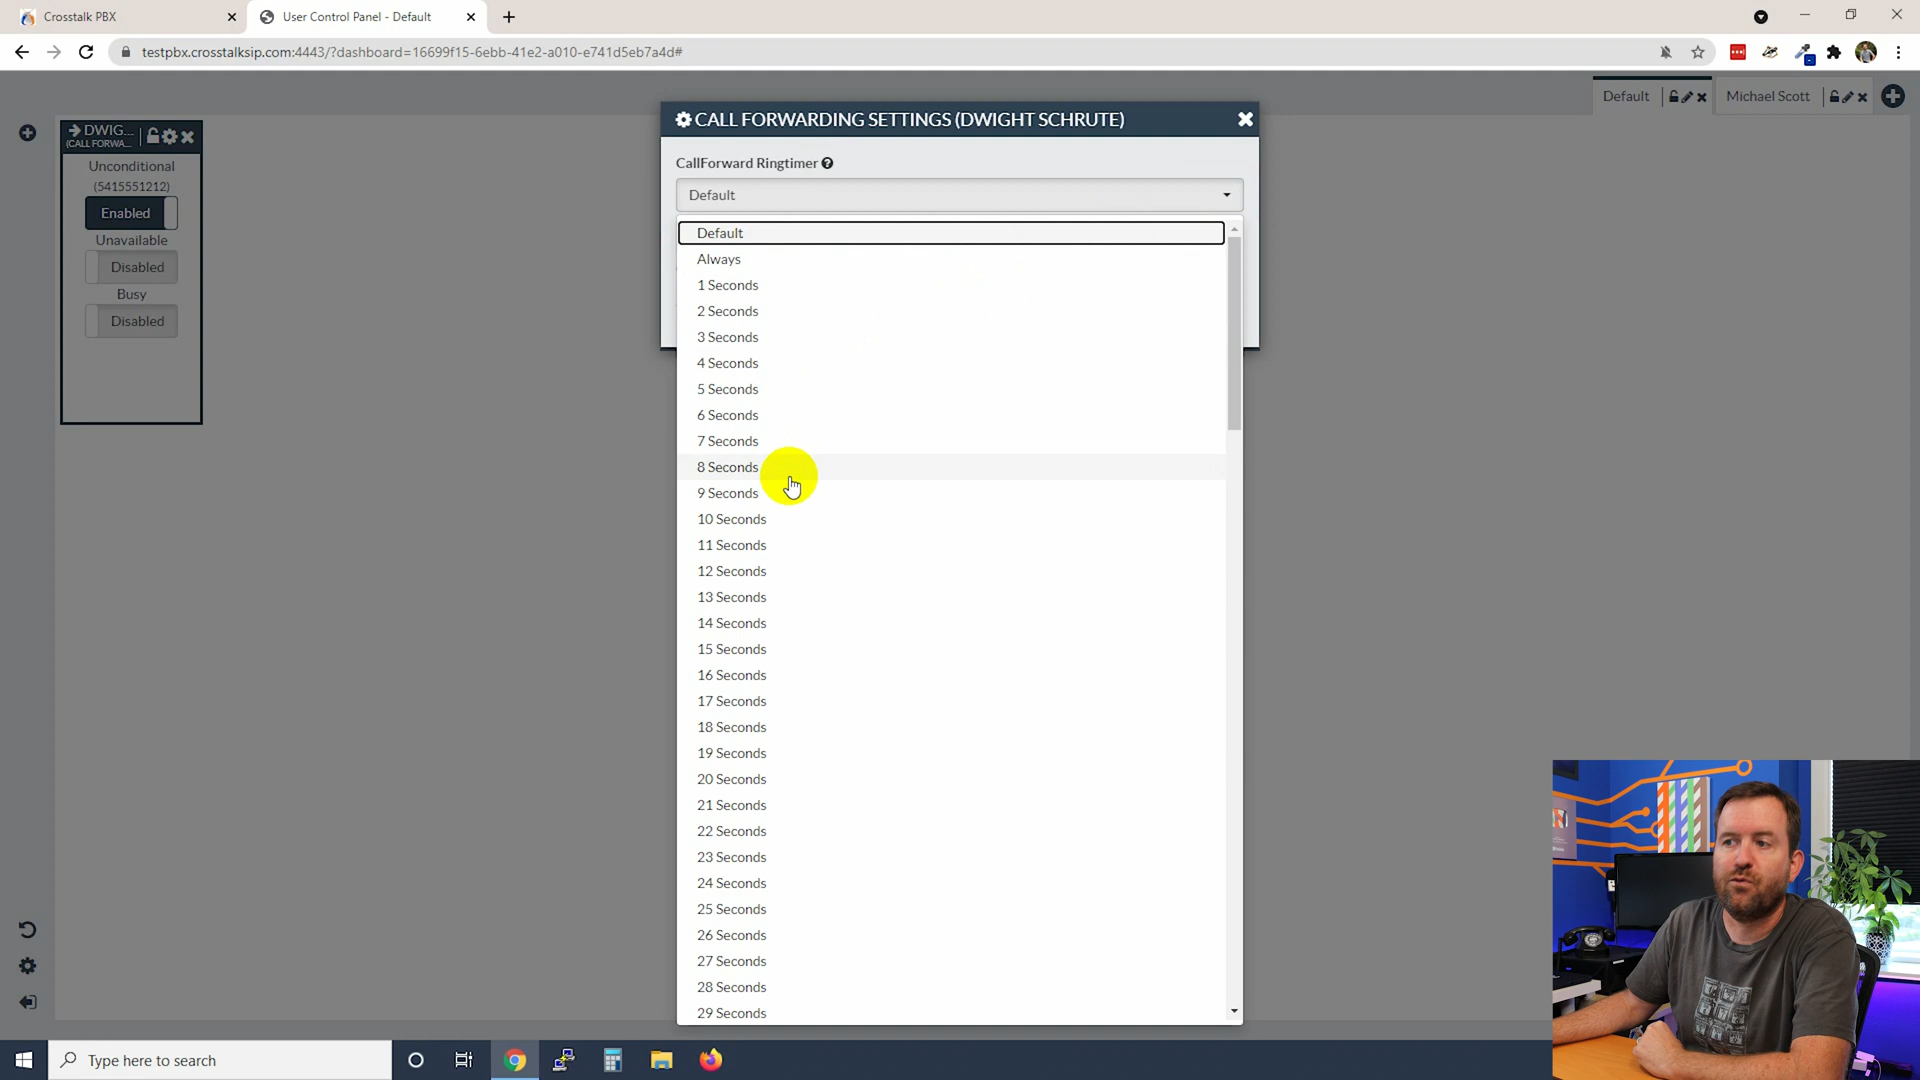 Crosstalk PBX
User Control Panel - Default
testpbx.crosstalksip.com:4443/?dashboard=16699f15-6ebb-41e2-a010-e741d5eb7a4d#
Default
Michael Scott
DWIG...
(CALL FORWA...
Unconditional
(5415551212)
Enabled
Unavailable
Disabled
Busy
Disabled
CALL FORWARDING SETTINGS (DWIGHT SCHRUTE)
CallForward Ringtimer
Default
Default
Always
1 Seconds
2 Seconds
3 Seconds
4 Seconds
5 Seconds
6 Seconds
7 Seconds
8 Seconds
9 Seconds
10 Seconds
11 Seconds
12 Seconds
13 Seconds
14 Seconds
15 Seconds
16 Seconds
17 Seconds
18 Seconds
19 Seconds
20 Seconds
21 Seconds
22 Seconds
23 Seconds
24 Seconds
25 Seconds
26 Seconds
27 Seconds
28 Seconds
29 Seconds
Type here to search